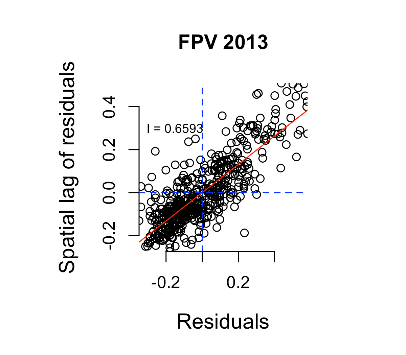 FPV 2013
Spatial lag of residuals
0.4
0.2
0.0
-0.2
I = 0.6593
-0.2
0.2
Residuals